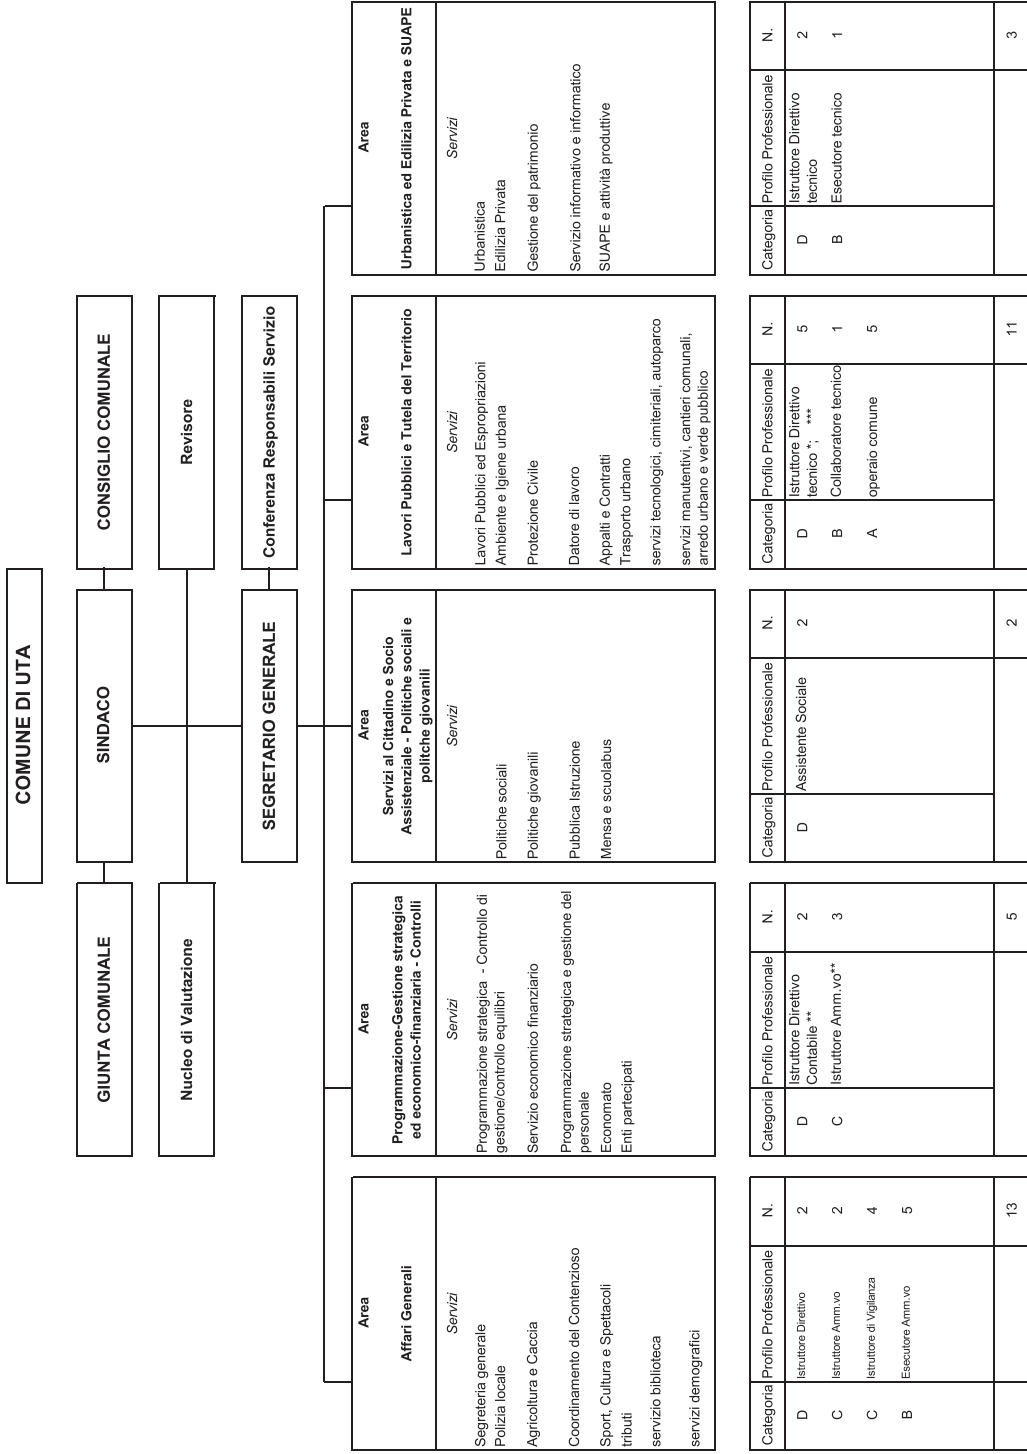 COMUNE DI UTA
GIUNTA COMUNALE
SINDACO
CONSIGLIO COMUNALE
Nucleo di Valutazione
Revisore
SEGRETARIO GENERALE
Conferenza Responsabili Servizio
Area
Affari Generali
Servizi
Segreteria generale
Polizia locale
Agricoltura e Caccia
Coordinamento del Contenzioso
Sport, Cultura e Spettacoli
tributi
servizio biblioteca
servizi demografici
Area
Programmazione-Gestione strategica
ed economico-finanziaria - Controlli
Servizi
Programmazione strategica - Controllo di
gestione/controllo equilibri
Servizio economico finanziario
Programmazione strategica e gestione del
personale
Economato
Enti partecipati
Area
Servizi al Cittadino e Socio
Assistenziale - Politiche sociali e
politche giovanili
Servizi
Politiche sociali
Politiche giovanili
Pubblica Istruzione
Mensa e scuolabus
Area
Lavori Pubblici e Tutela del Territorio
Servizi
Lavori Pubblici ed Espropriazioni
Ambiente e Igiene urbana
Protezione Civile
Datore di lavoro
Appalti e Contratti
Trasporto urbano
servizi tecnologici, cimiteriali, autoparco
servizi manutentivi, cantieri comunali,
arredo urbano e verde pubblico
Area
Urbanistica ed Edilizia Privata e SUAPE
Servizi
Urbanistica
Edilizia Privata
Gestione del patrimonio
Servizio informativo e informatico
SUAPE e attività produttive
Categoria Profilo Professionale N.
D Istruttore Direttivo 2
C Istruttore Amm.vo 2
C Istruttore di Vigilanza 4
B Esecutore Amm.vo 5
13
Categoria Profilo Professionale N.
D Istruttore Direttivo 2
Contabile **
C Istruttore Amm.vo** 3
5
Categoria Profilo Professionale N.
D Assistente Sociale 2
2
Categoria Profilo Professionale N.
D Istruttore Direttivo 5
tecnico *; ***
B Collaboratore tecnico 1
A operaio comune 5
11
Categoria Profilo Professionale N.
D Istruttore Direttivo 2
tecnico
B Esecutore tecnico 1
3